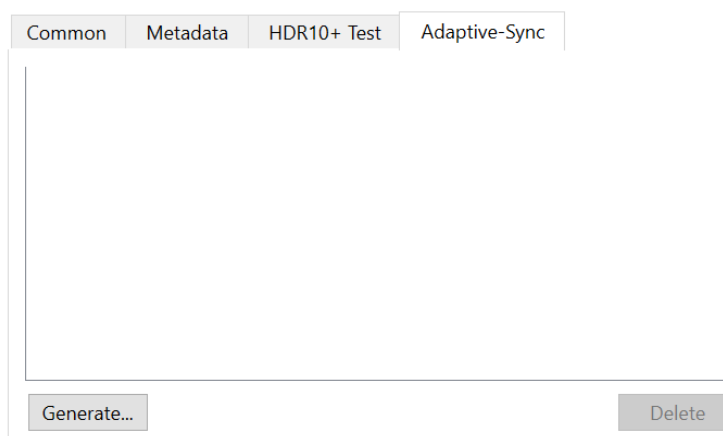 Common Metadata HDR10+ Test Adaptive-Sync
Generate... Delete